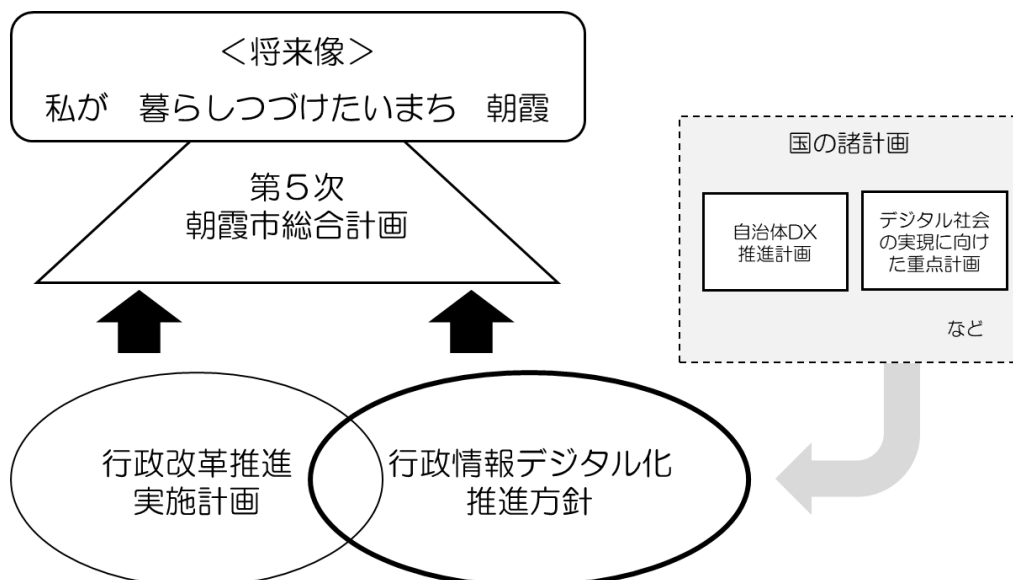 ＜将来像＞
私が　暮らしつづけたいまち　朝霞
第５次
朝霞市総合計画
国の諸計画
自治体DX
推進計画
デジタル社会
の実現に向け
た重点計画
など
行政改革推進
実施計画
行政情報デジタル化
推進方針